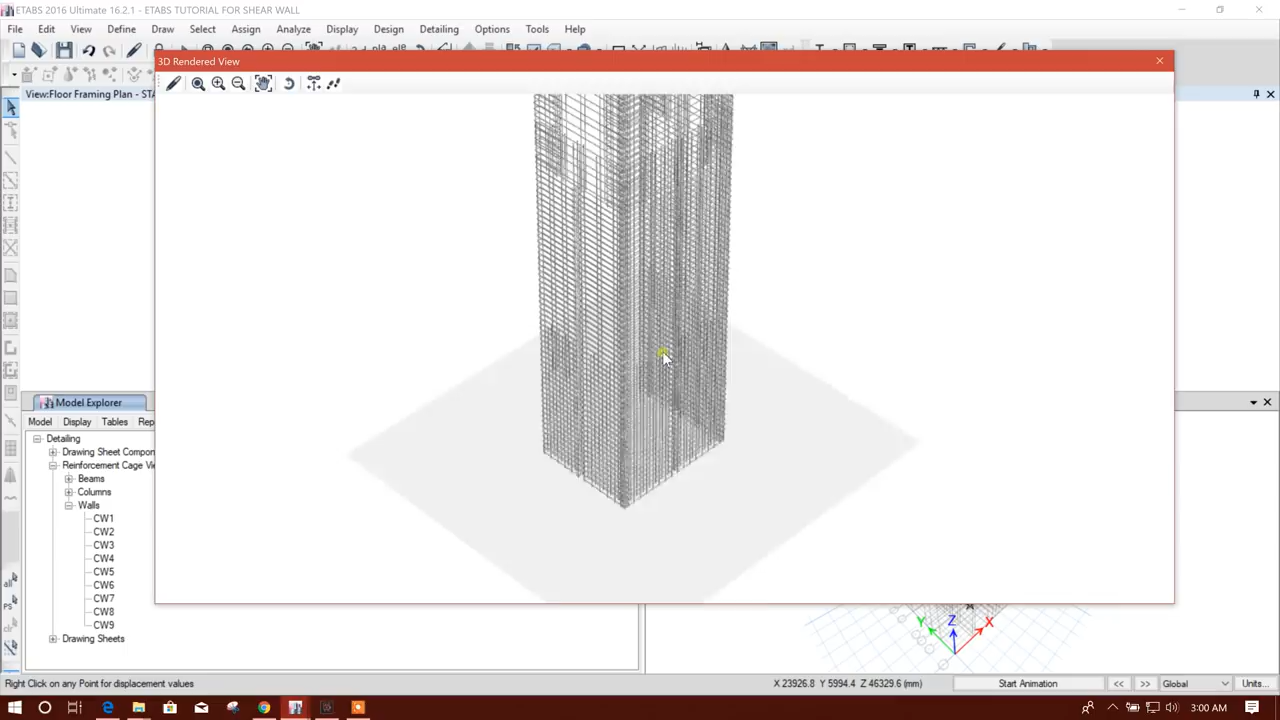 ETABS 2016 Ultimate 16.2.1 - ETABS TUTORIAL FOR SHEAR WALL
File Edit View Define Draw Select Assign Analyze Display Design Detailing Options Tools Help
3D Rendered View
View:Floor Framing Plan - STA
Model Explorer
Model Display Tables Rep
Detailing
Drawing Sheet Compon
Reinforcement Cage Vi
Beams
Columns
Walls
CW1
CW2
CW3
CW4
CW5
CW6
CW7
CW8
CW9
Drawing Sheets
all
PS
clr
Y Z X
Right Click on any Point for displacement values
X 23926.8 Y 5994.4 Z 46329.6 (mm)
Start Animation
<< >>
Global
Units...
3:00 AM